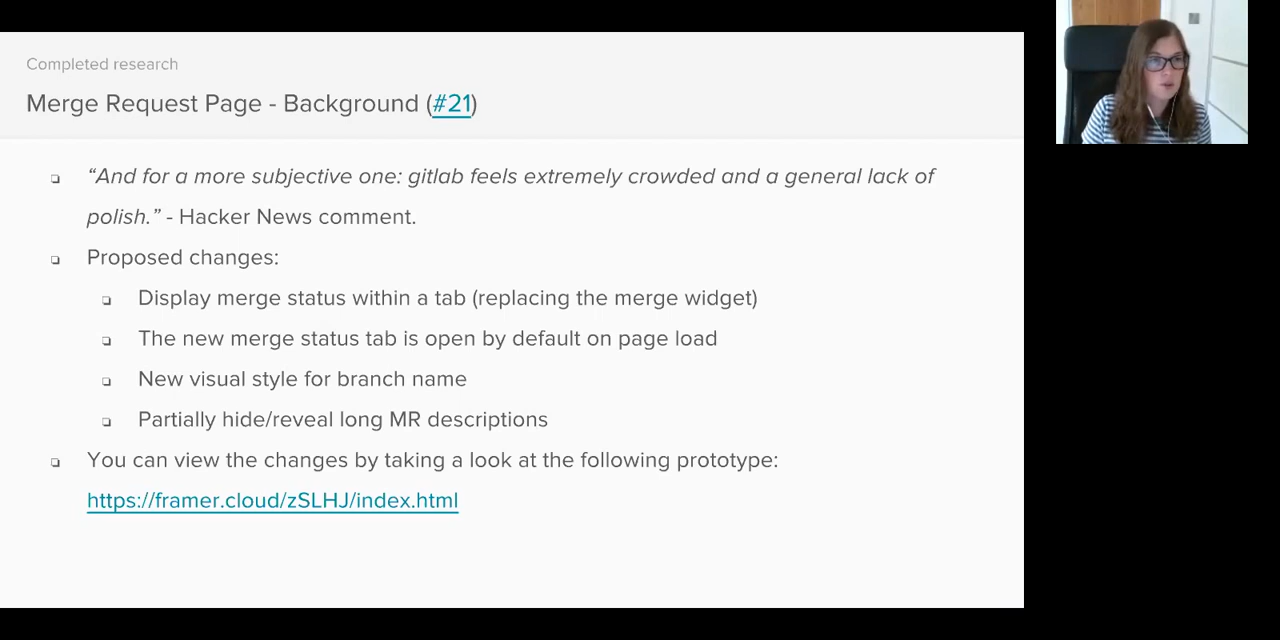 Completed research
Merge Request Page - Background (#21)
“And for a more subjective one: gitlab feels extremely crowded and a general lack of
polish.” - Hacker News comment.
Proposed changes:
Display merge status within a tab (replacing the merge widget)
The new merge status tab is open by default on page load
New visual style for branch name
Partially hide/reveal long MR descriptions
You can view the changes by taking a look at the following prototype:
https://framer.cloud/zSLHJ/index.html